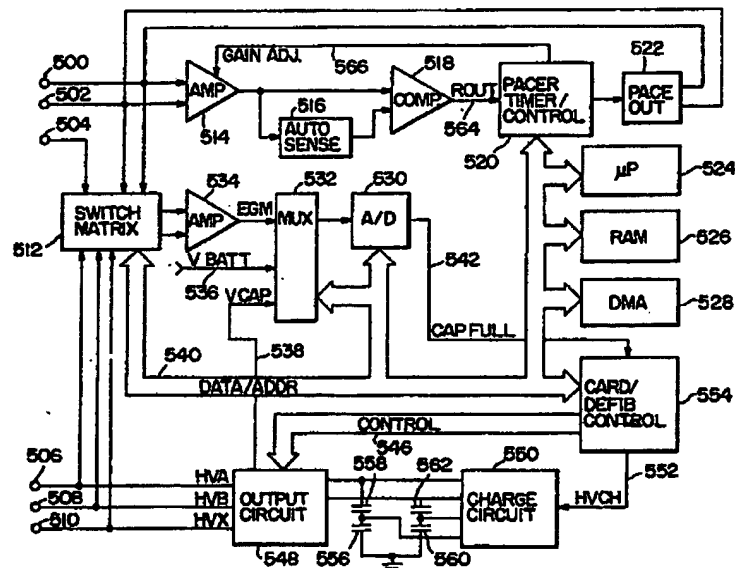 500
502
504
GAIN ADJ.
566
AMP
514
516
AUTO
SENSE
518
COMP.
ROUT
564
PACER
TIMER/
CONTROL
520
522
PACE
OUT
µP
524
RAM
526
DMA
528
SWITCH
MATRIX
512
534
AMP
EGM
V BATT
536
V CAP
532
MUX
530
A/D
542
CAP FULL
538
540
DATA/ADDR
CARD/
DEFIB
CONTROL
554
CONTROL
546
552
HVCH
506
508
510
HVA
HVB
HVX
OUTPUT
CIRCUIT
548
558
562
556
560
550
CHARGE
CIRCUIT